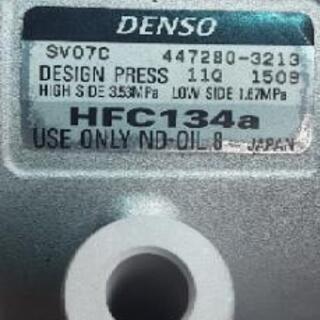 DENSO
SV07C 447280-3213
DESIGN PRESS 11Q 1509
HIGH SIDE 3.53MPa LOW SIDE 1.67MPa
HFC134a
USE ONLY ND-OIL 8 JAPAN